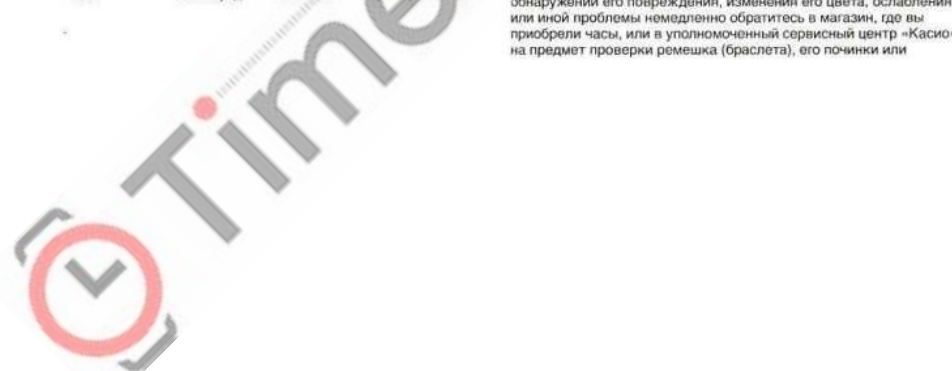 обнаружении его повреждения, изменения его цвета, ослабления
или иной проблемы немедленно обратитесь в магазин, где вы
приобрели часы, или в уполномоченный сервисный центр «Касио»
на предмет проверки ремешка (браслета), его починки или
Time